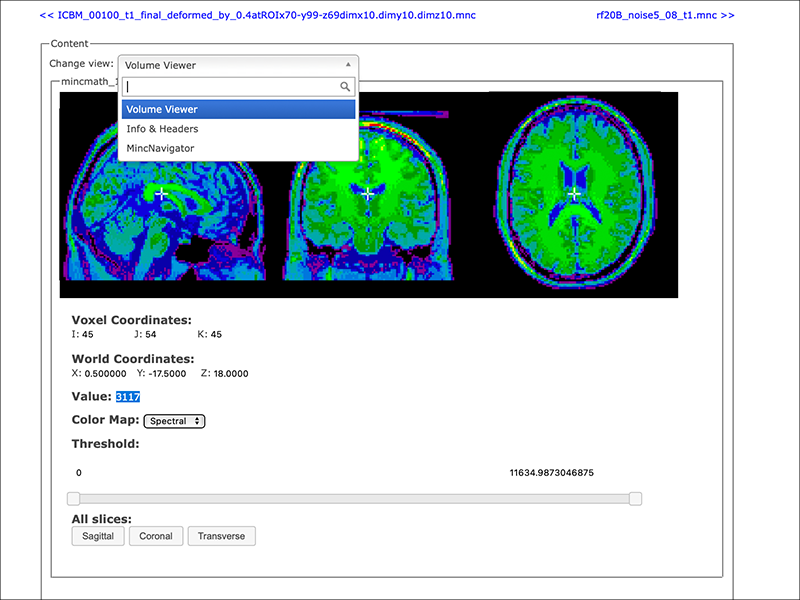 << ICBM_00100_t1_final_deformed_by_0.4atROIx70-y99-z69dimx10.dimy10.dimz10.mnc rf20B_noise5_08_t1.mnc >>
Content
Change view: Volume Viewer
mincmath_
Volume Viewer
Info & Headers
MincNavigator
Voxel Coordinates:
I: 45 J: 54 K: 45
World Coordinates:
X: 0.500000 Y: -17.5000 Z: 18.0000
Value: 3117
Color Map: Spectral
Threshold:
0 11634.9873046875
All slices:
Sagittal Coronal Transverse